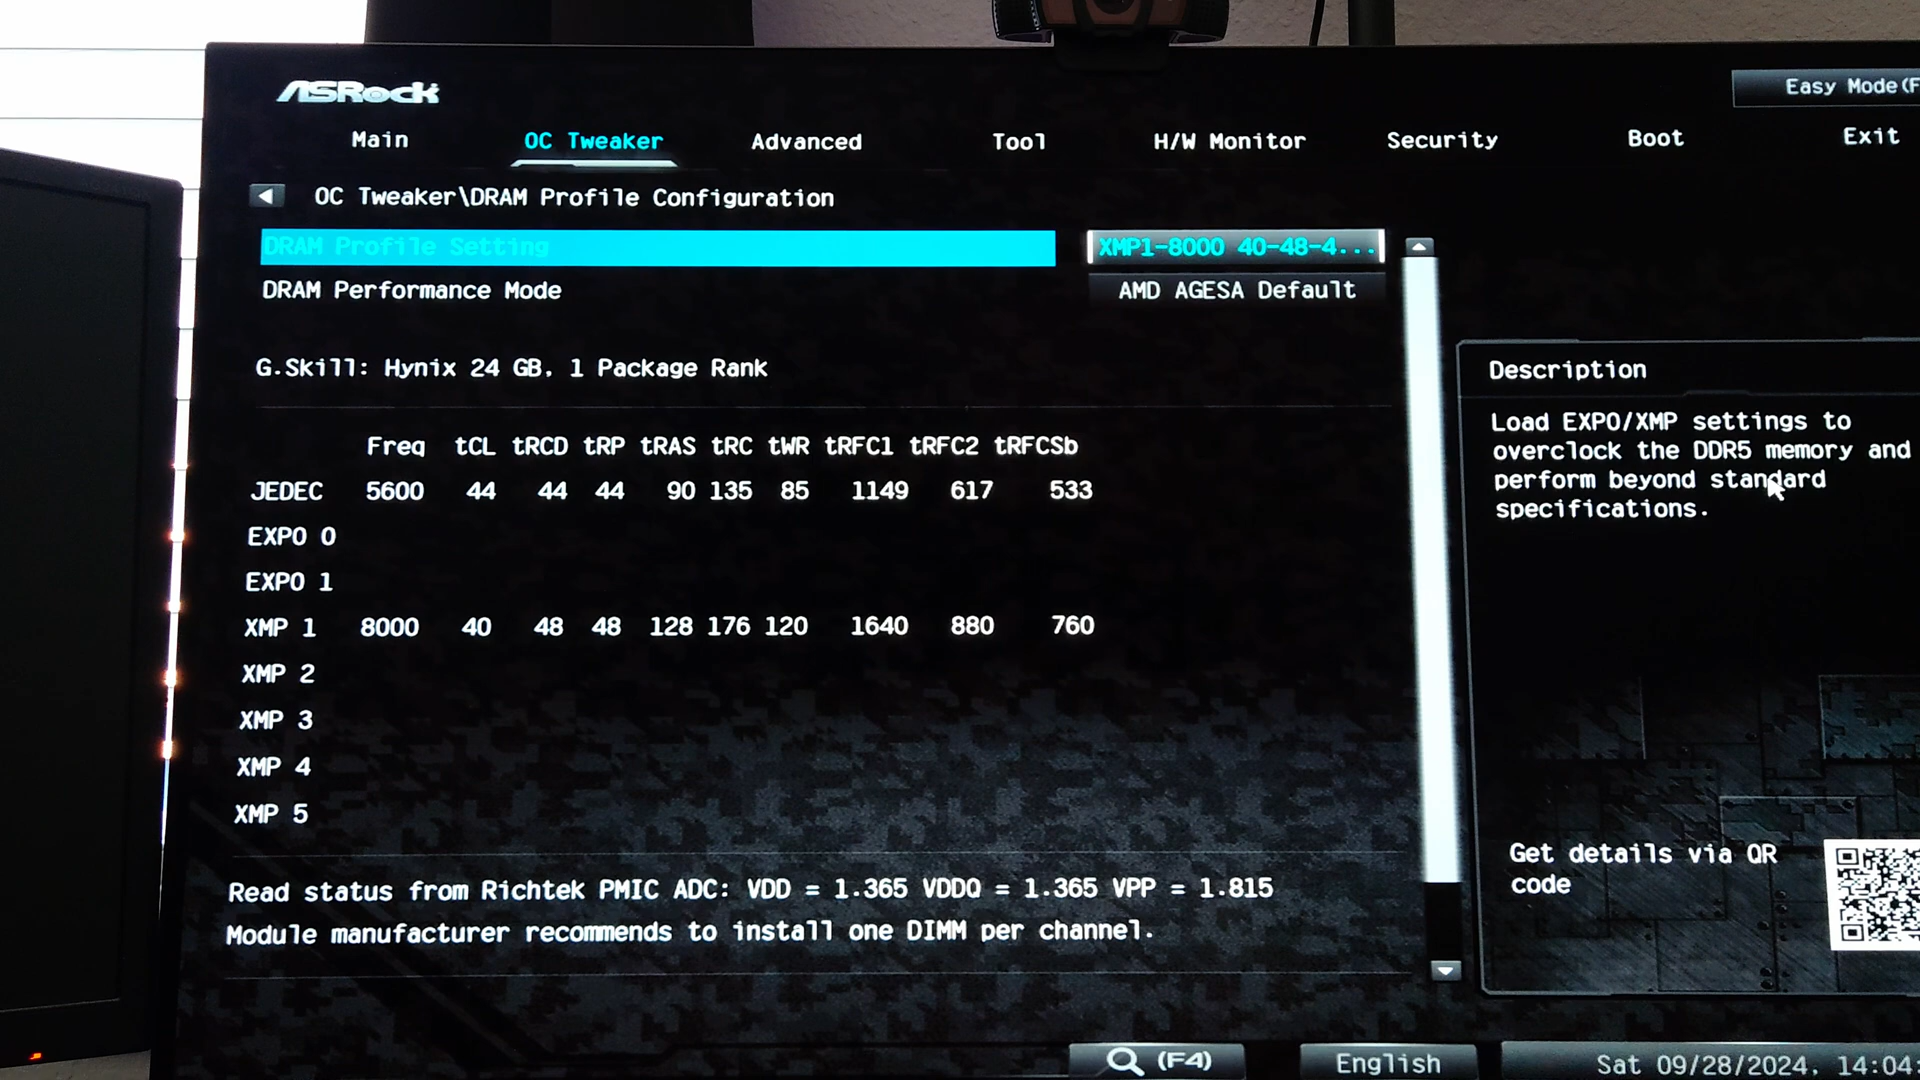 ASRock
Easy Mode(F
Main OC Tweaker Advanced Tool H/W Monitor Security Boot Exit
OC Tweaker\DRAM Profile Configuration
DRAM Profile Setting XMP1-8000 40-48-4...
DRAM Performance Mode AMD AGESA Default
G.Skill: Hynix 24 GB, 1 Package Rank
Freq tCL tRCD tRP tRAS tRC tWR tRFC1 tRFC2 tRFCSb
JEDEC 5600 44 44 44 90 135 85 1149 617 533
EXPO 0
EXPO 1
XMP 1 8000 40 48 48 128 176 120 1640 880 760
XMP 2
XMP 3
XMP 4
XMP 5
Read status from Richtek PMIC ADC: VDD = 1.365 VDDQ = 1.365 VPP = 1.815
Module manufacturer recommends to install one DIMM per channel.
Description
Load EXPO/XMP settings to
overclock the DDR5 memory and
perform beyond standard
specifications.
Get details via QR
code
(F4) English Sat 09/28/2024, 14:04: